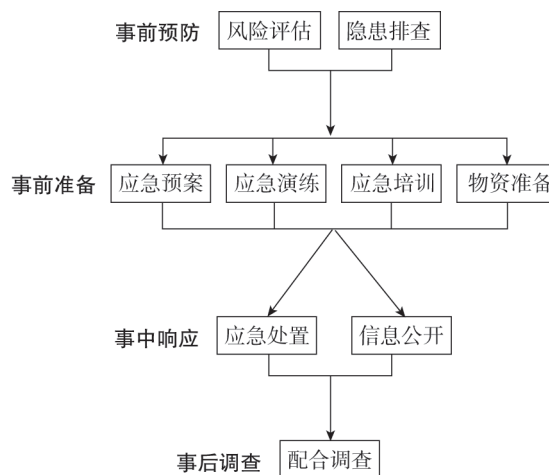 事前预防 风险评估 隐患排查
事前准备 应急预案 应急演练 应急培训 物资准备
事中响应 应急处置 信息公开
事后调查 配合调查